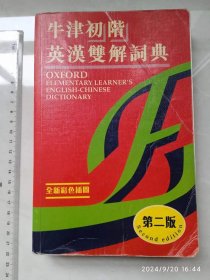 牛津初階
英漢雙解詞典
OXFORD
ELEMENTARY LEARNER'S
ENGLISH-CHINESE
DICTIONARY
全新彩色插圖
第二版
Second edition
2024/9/20 16:44